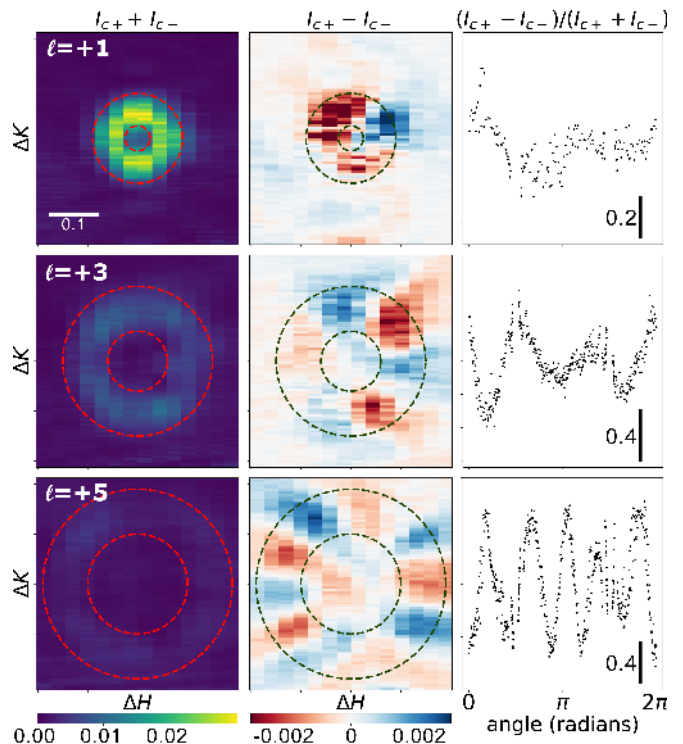 I_{c+} + I_{c−}
I_{c+} − I_{c−}
(I_{c+} − I_{c−})/(I_{c+} + I_{c−})
ℓ=+1
ΔK
0.1
0.2
ℓ=+3
ΔK
0.4
ℓ=+5
ΔK
0.4
ΔH
ΔH
0 π 2π
angle (radians)
0.00 0.01 0.02
-0.002 0 0.002